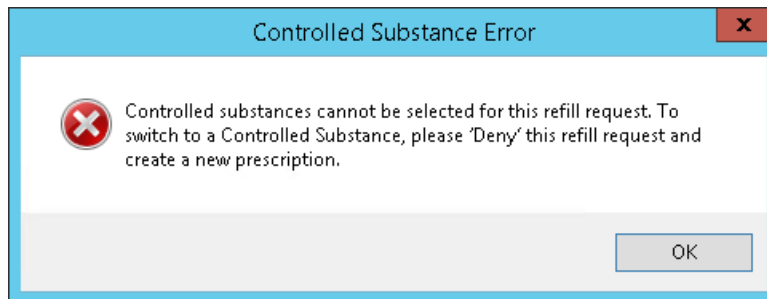 Controlled Substance Error
x
Controlled substances cannot be selected for this refill request. To
switch to a Controlled Substance, please 'Deny' this refill request and
create a new prescription.
OK